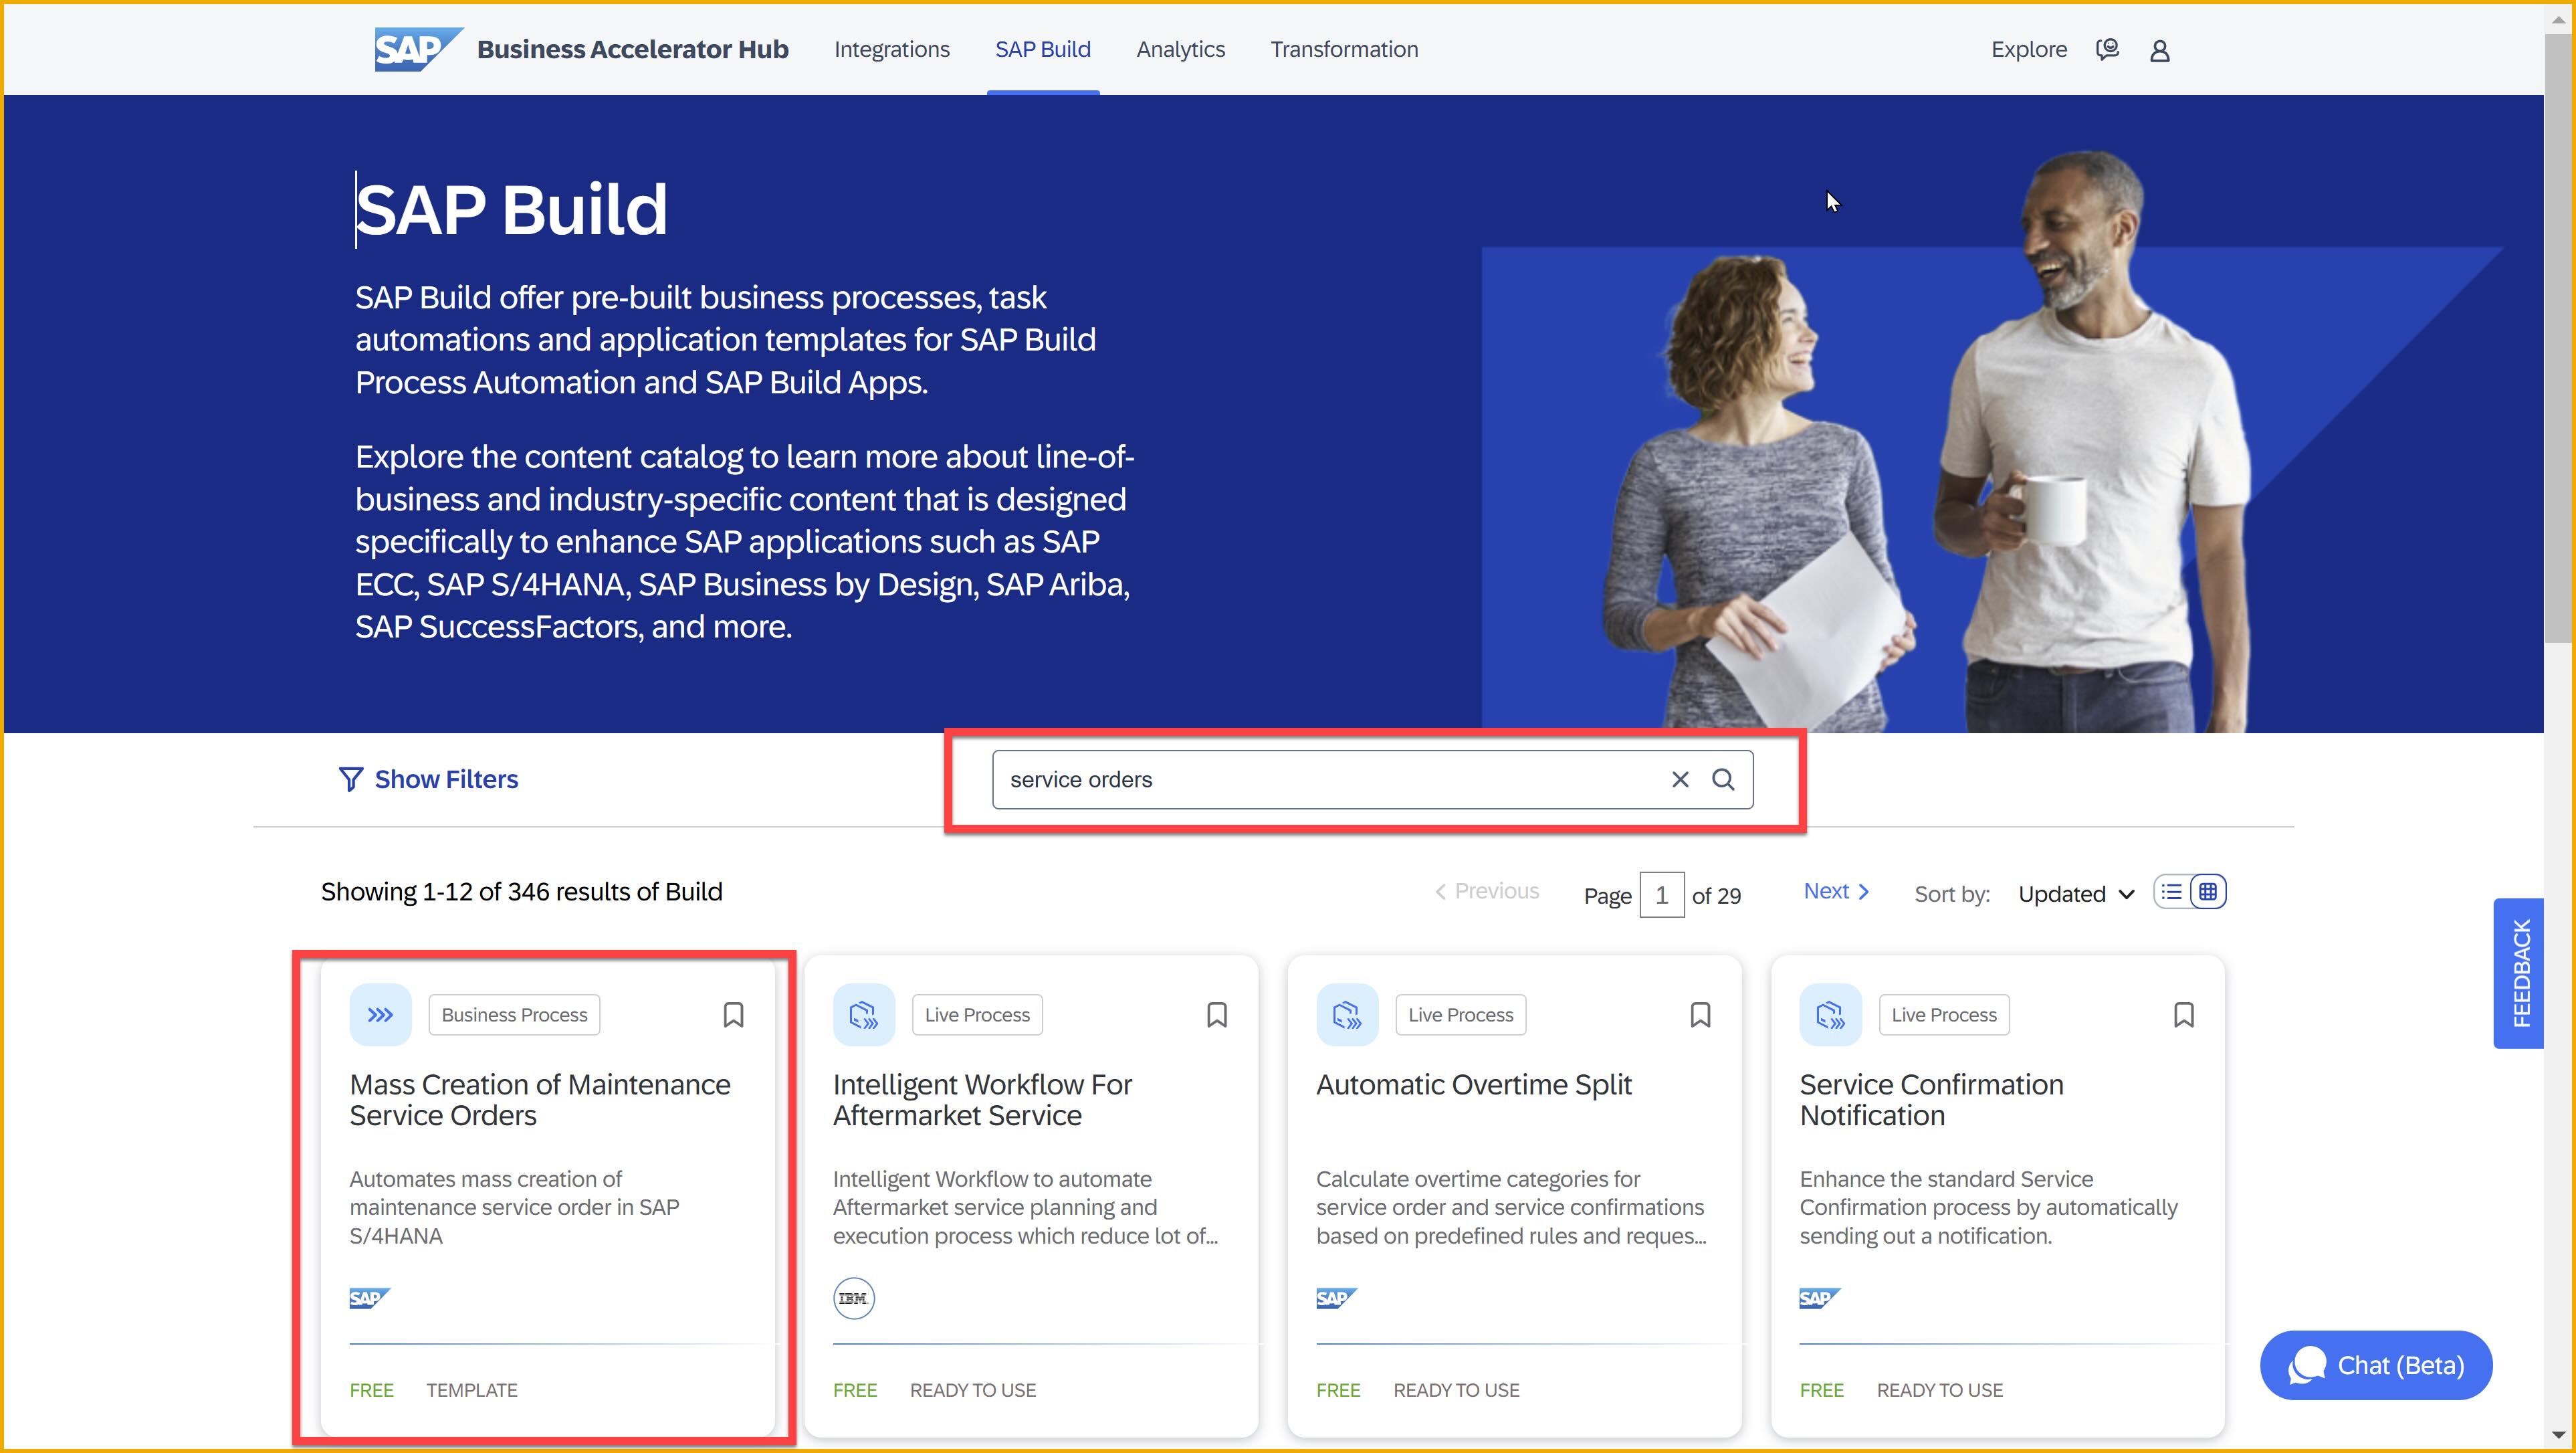 SAP Business Accelerator Hub Integrations SAP Build Analytics Transformation Explore
SAP Build
SAP Build offer pre-built business processes, task
automations and application templates for SAP Build
Process Automation and SAP Build Apps.
Explore the content catalog to learn more about line-of-
business and industry-specific content that is designed
specifically to enhance SAP applications such as SAP
ECC, SAP S/4HANA, SAP Business by Design, SAP Ariba,
SAP SuccessFactors, and more.
Show Filters
service orders
Showing 1-12 of 346 results of Build
Previous Page 1 of 29 Next Sort by: Updated
FEEDBACK
Business Process
Mass Creation of Maintenance
Service Orders
Automates mass creation of
maintenance service order in SAP
S/4HANA
SAP
FREE TEMPLATE
Live Process
Intelligent Workflow For
Aftermarket Service
Intelligent Workflow to automate
Aftermarket service planning and
execution process which reduce lot of...
IBM
FREE READY TO USE
Live Process
Automatic Overtime Split
Calculate overtime categories for
service order and service confirmations
based on predefined rules and reques...
SAP
FREE READY TO USE
Live Process
Service Confirmation
Notification
Enhance the standard Service
Confirmation process by automatically
sending out a notification.
SAP
FREE READY TO USE
Chat (Beta)